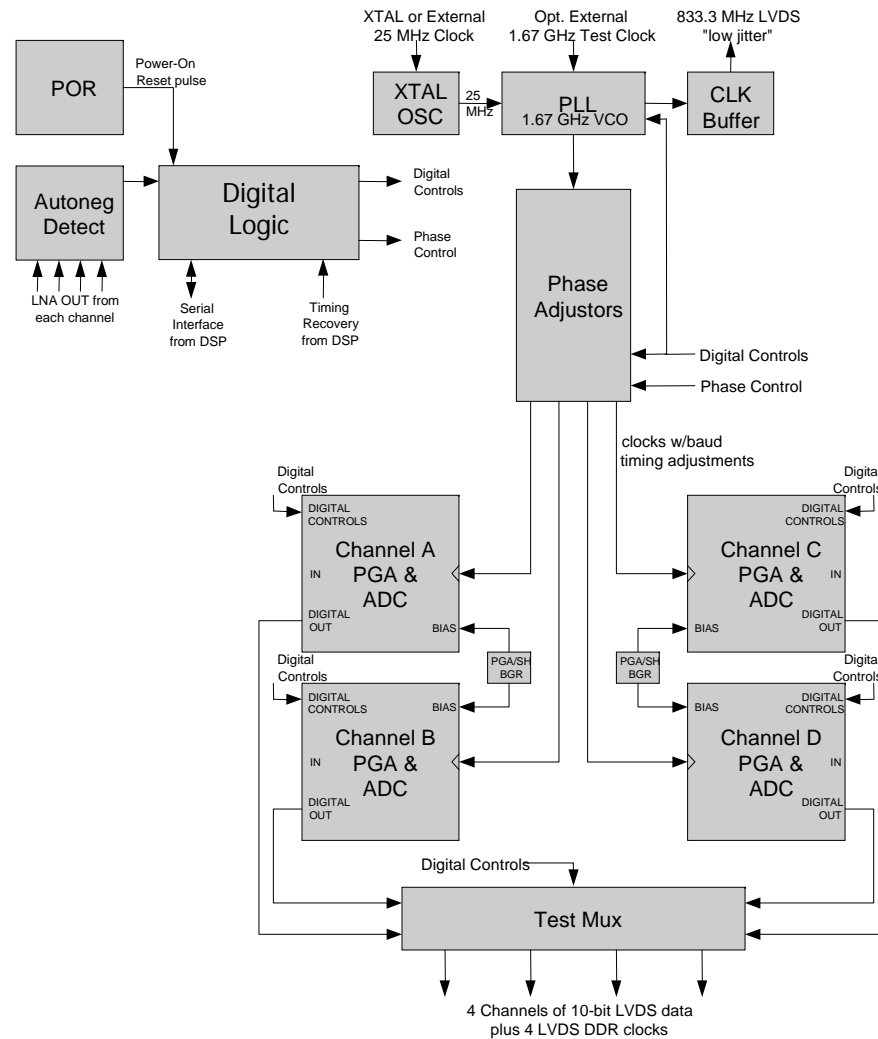 XTAL or External
25 MHz Clock
Opt. External
1.67 GHz Test Clock
833.3 MHz LVDS
"low jitter"
POR
Power-On
Reset pulse
XTAL
OSC
25
MHz
PLL
1.67 GHz VCO
CLK
Buffer
Autoneg
Detect
Digital
Logic
Digital
Controls
Phase
Control
LNA OUT from
each channel
Serial
Interface
from DSP
Timing
Recovery
from DSP
Phase
Adjustors
Digital Controls
Phase Control
clocks w/baud
timing adjustments
Digital
Controls
DIGITAL
CONTROLS
Channel A
PGA &
ADC
IN
DIGITAL
OUT
BIAS
Digital
Controls
DIGITAL
CONTROLS
Channel C
PGA &
ADC
IN
DIGITAL
OUT
BIAS
PGA/SH
BGR
PGA/SH
BGR
Digital
Controls
DIGITAL
CONTROLS
Channel B
PGA &
ADC
IN
DIGITAL
OUT
BIAS
Digital
Controls
DIGITAL
CONTROLS
Channel D
PGA &
ADC
IN
DIGITAL
OUT
BIAS
Digital Controls
Test Mux
4 Channels of 10-bit LVDS data
plus 4 LVDS DDR clocks